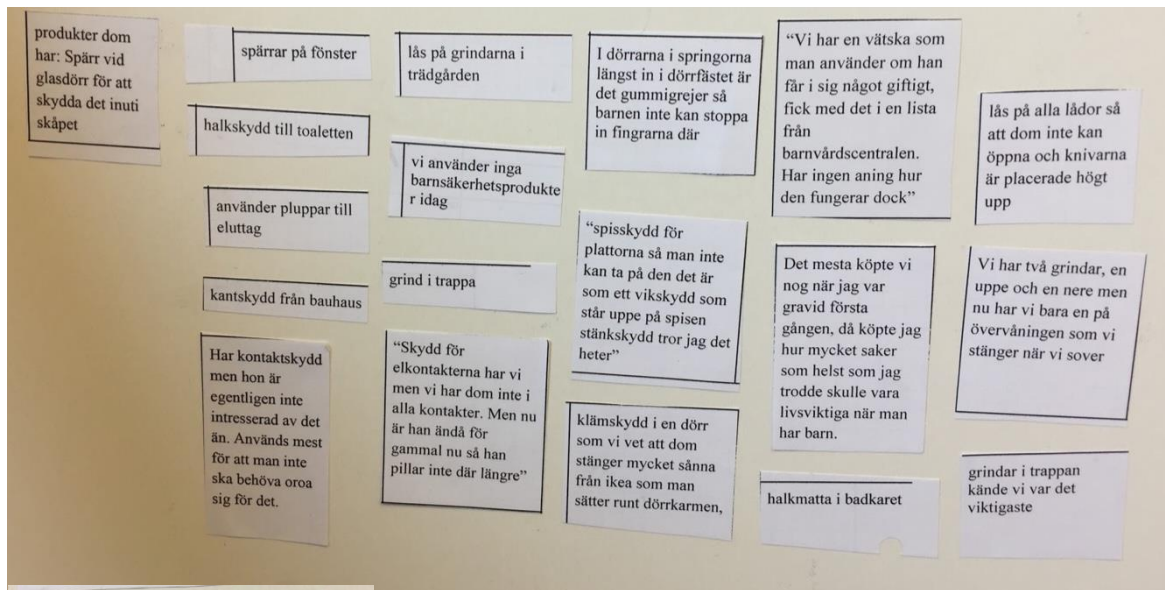 produkter dom
har: Spärr vid
glasdörr för att
skydda det inuti
skåpet
spärrar på fönster
halkskydd till toaletten
använder pluppar till
eluttag
kantskydd från bauhaus
Har kontaktskydd
men hon är
egentligen inte
intresserad av det
än. Används mest
för att man inte
ska behöva oroa
sig för det.
lås på grindarna i
trädgården
vi använder inga
barnsäkerhetsprodukte
r idag
grind i trappa
“Skydd för
elkontakterna har vi
men vi har dom inte i
alla kontakter. Men nu
är han ändå för
gammal nu så han
pillar inte där längre”
I dörrarna i springorna
längst in i dörrfästet är
det gummigrejer så
barnen inte kan stoppa
in fingrarna där
“spisskydd för
plattorna så man inte
kan ta på den det är
som ett vikskydd som
står uppe på spisen
stänkskydd tror jag det
heter”
klämskydd i en dörr
som vi vet att dom
stänger mycket sånna
från ikea som man
sätter runt dörrkarmen,
“Vi har en vätska som
man använder om han
får i sig något giftigt,
fick med det i en lista
från
barnvårdscentralen.
Har ingen aning hur
den fungerar dock”
Det mesta köpte vi
nog när jag var
gravid första
gången, då köpte jag
hur mycket saker
som helst som jag
trodde skulle vara
livsviktiga när man
har barn.
halkmatta i badkaret
lås på alla lådor så
att dom inte kan
öppna och knivarna
är placerade högt
upp
Vi har två grindar, en
uppe och en nere men
nu har vi bara en på
övervåningen som vi
stänger när vi sover
grindar i trappan
kände vi var det
viktigaste